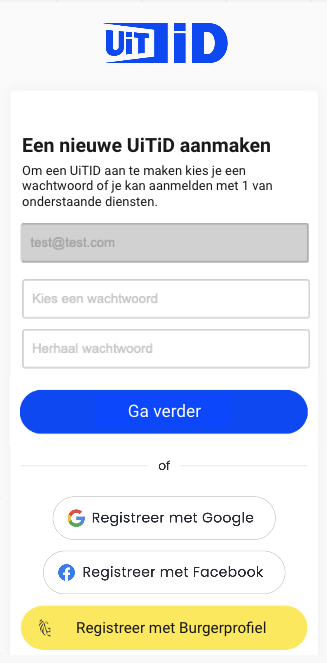 UiTiD
Een nieuwe UiTiD aanmaken
Om een UiTID aan te maken kies je een
wachtwoord of je kan aanmelden met 1 van
onderstaande diensten.
test@test.com
Kies een wachtwoord
Herhaal wachtwoord
Ga verder
of
Registreer met Google
Registreer met Facebook
Registreer met Burgerprofiel